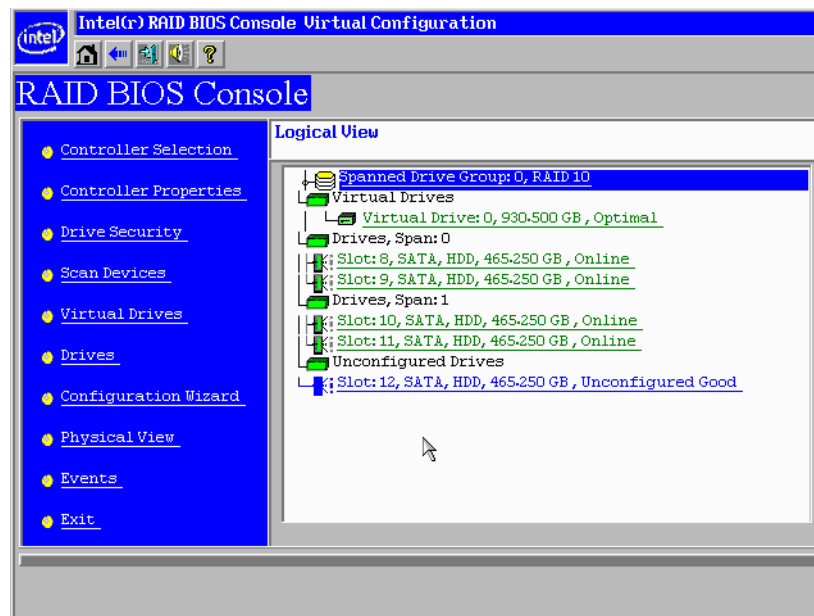 intel
Intel(r) RAID BIOS Console Virtual Configuration
?
RAID BIOS Console
Controller Selection
Controller Properties
Drive Security
Scan Devices
Virtual Drives
Drives
Configuration Wizard
Physical View
Events
Exit
Logical View
Spanned Drive Group: 0, RAID 10
Virtual Drives
Virtual Drive: 0, 930.500 GB, Optimal
Drives, Span: 0
Slot: 8, SATA, HDD, 465.250 GB, Online
Slot: 9, SATA, HDD, 465.250 GB, Online
Drives, Span: 1
Slot: 10, SATA, HDD, 465.250 GB, Online
Slot: 11, SATA, HDD, 465.250 GB, Online
Unconfigured Drives
Slot: 12, SATA, HDD, 465.250 GB, Unconfigured Good